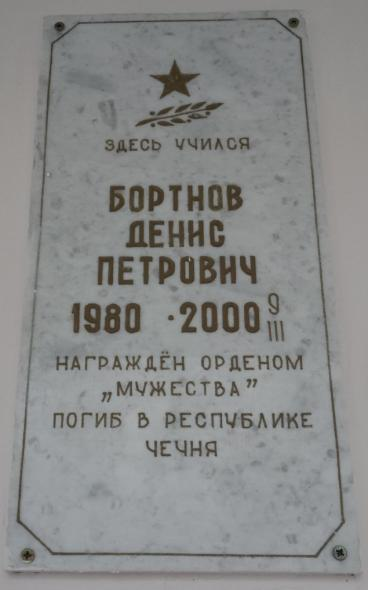 ЗДЕСЬ УЧИЛСЯ
БОРТНОВ
ДЕНИС
ПЕТРОВИЧ
1980 · 2000 9 III
НАГРАЖДЁН ОРДЕНОМ
„МУЖЕСТВА”
ПОГИБ В РЕСПУБЛИКЕ
ЧЕЧНЯ